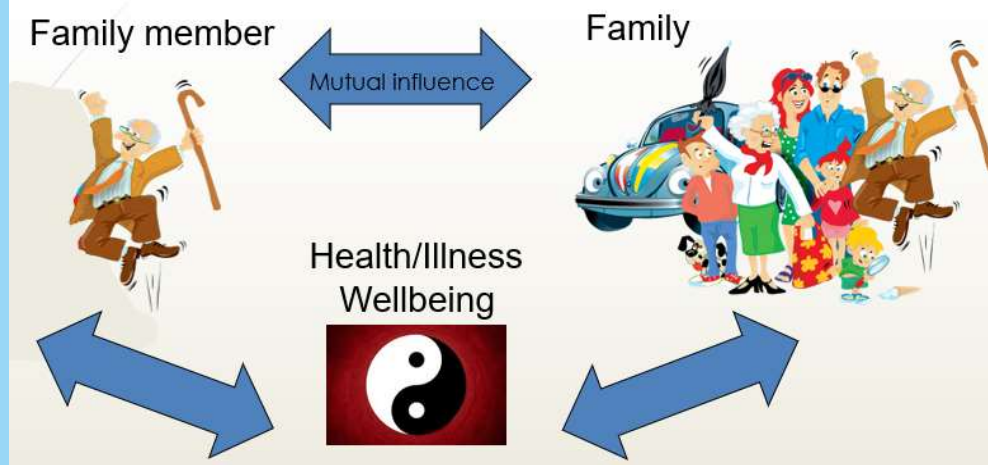 Family member
Mutual influence
Family
Health/Illness
Wellbeing